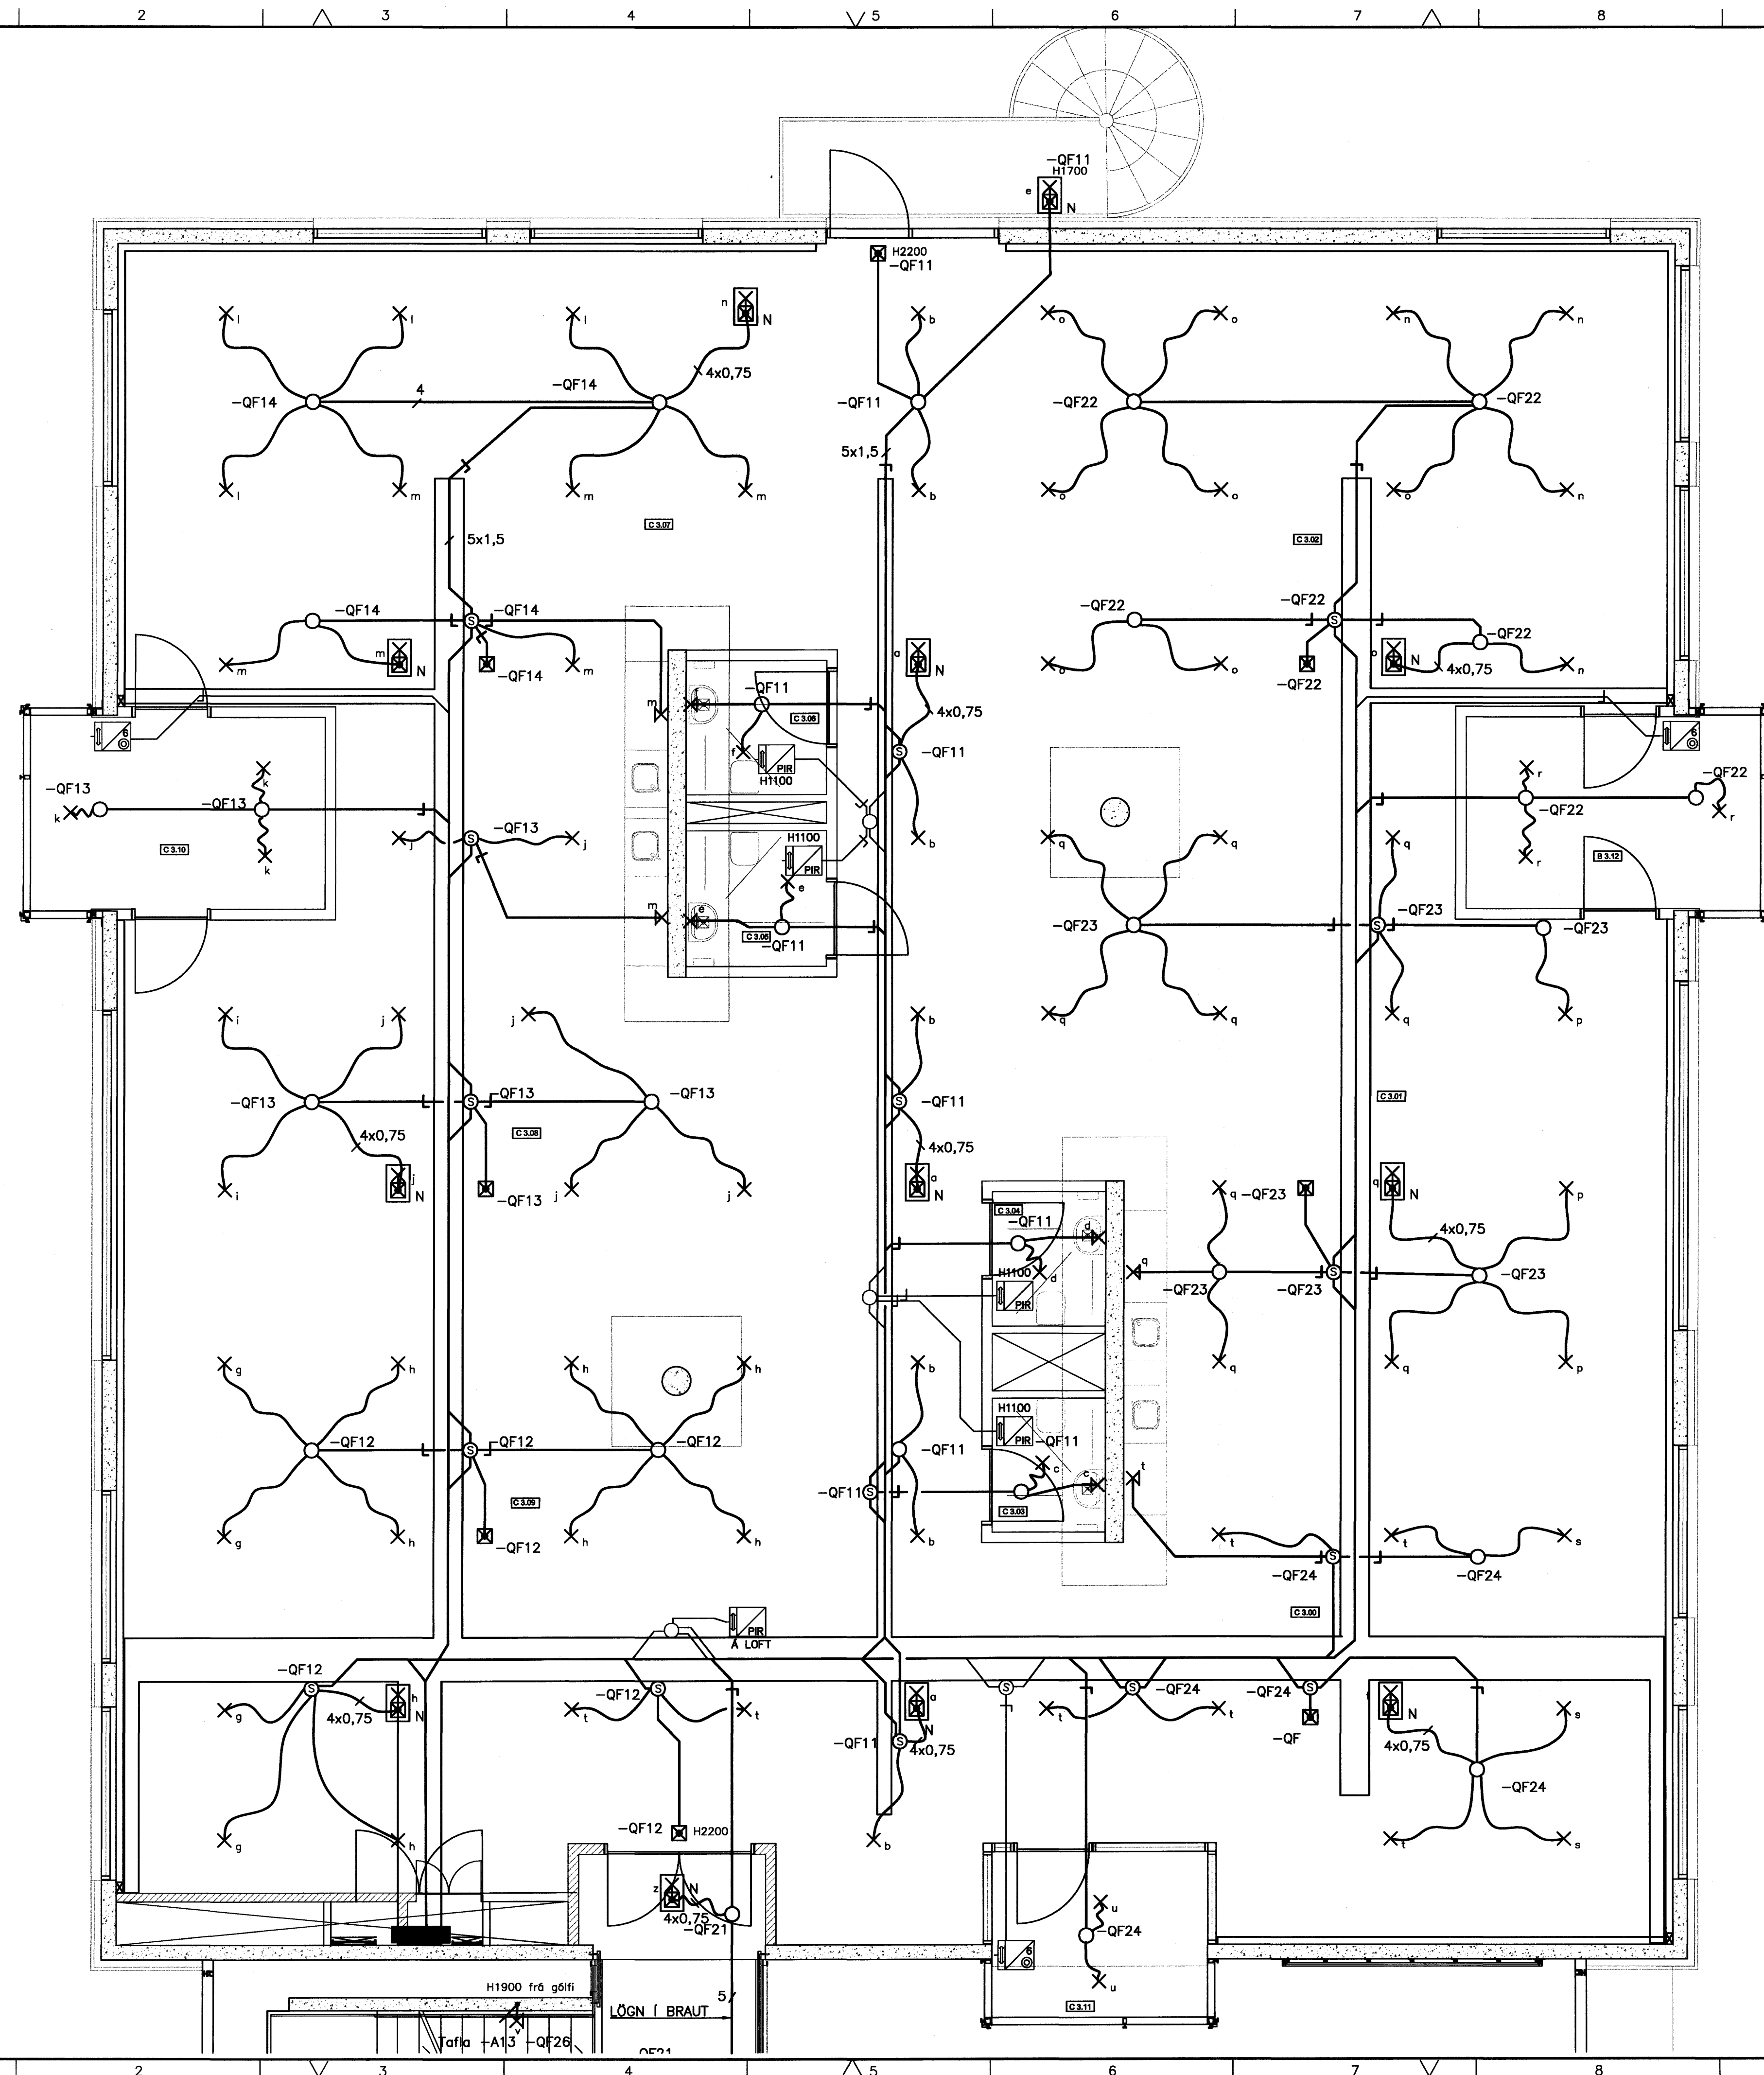 2 3 4 5 6 7 8
-QF11
H1700
e
N
H2200
-QF11
n
N
l l l b o o n n
4x0,75
-QF14 4 -QF14 -QF11 -QF22 -QF22
5x1,5
l m m m b o o o n
C 3.07
C 3.02
5x1,5
-QF14 S -QF14 -QF22 -QF22 S
-QF22
m m N -QF14 m a N o o -QF22 o N 4x0,75 n
f -QF11
m C 3.06 4x0,75
6 f S -QF11 6
PIR
H1100
k r -QF22
-QF13 -QF13 -QF22
k r
-QF13 H1100
C 3.10 j S j b q q q r B 3.12
PIR
k e
m e -QF23 -QF23
C 3.05 -QF11 S -QF23
i j j b q q q p
-QF13 S -QF13 -QF13 S -QF11 C 3.01
C 3.08
4x0,75 4x0,75
j a q -QF23 q p
i N -QF13 j j N N
C 3.04 -QF11 d 4x0,75
H1100 d q
PIR -QF23 S -QF23 -QF23
g h h h b q q p
H1100
-QF12 S QF12 -QF12 -QF11 PIR -QF11
c c t
-QF11 S
C 3.09 C 3.03
g h -QF12 h h b t t s
S
-QF24 -QF24
C 3.00
PIR
Á LOFT
-QF12
S -QF12 S S S -QF24 -QF24 S
g h N t t a N t t N s
4x0,75 -QF11 S 4x0,75 -QF 4x0,75
-QF24
g h -QF12 H2200 b t s
z N
4x0,75 u
-QF21 -QF24
6
u
H1900 frá gólfi
5 C 3.11
LÖGN Í BRAUT
v
Tafla -A13 -QF26
QF21
2 3 4 5 6 7 8